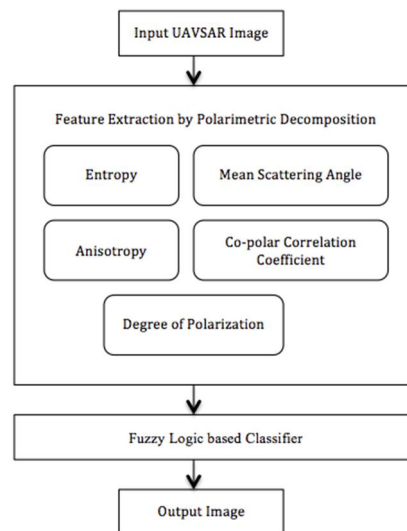 Input UAVSAR Image
Feature Extraction by Polarimetric Decomposition
Entropy
Mean Scattering Angle
Anisotropy
Co-polar Correlation
Coefficient
Degree of Polarization
Fuzzy Logic based Classifier
Output Image